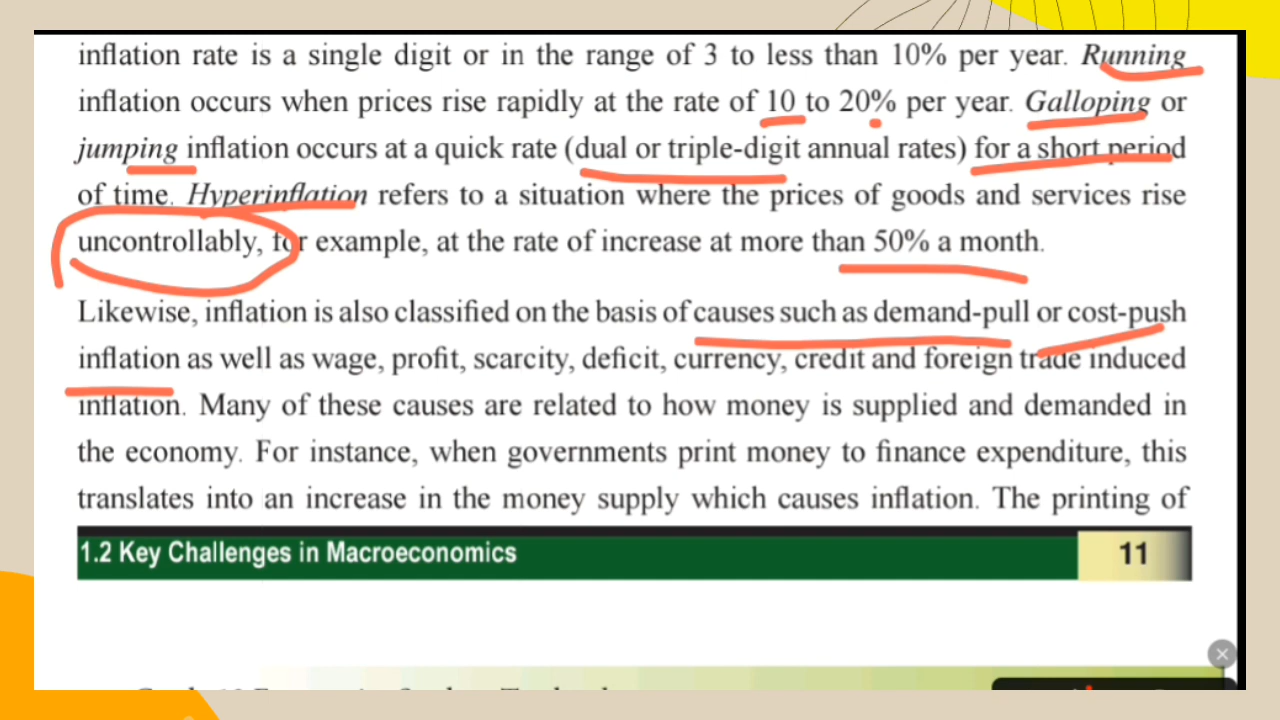 inflation rate is a single digit or in the range of 3 to less than 10% per year. Running
inflation occurs when prices rise rapidly at the rate of 10 to 20% per year. Galloping or
jumping inflation occurs at a quick rate (dual or triple-digit annual rates) for a short period
of time. Hyperinflation refers to a situation where the prices of goods and services rise
uncontrollably, for example, at the rate of increase at more than 50% a month.
Likewise, inflation is also classified on the basis of causes such as demand-pull or cost-push
inflation as well as wage, profit, scarcity, deficit, currency, credit and foreign trade induced
inflation. Many of these causes are related to how money is supplied and demanded in
the economy. For instance, when governments print money to finance expenditure, this
translates into an increase in the money supply which causes inflation. The printing of
1.2 Key Challenges in Macroeconomics 11